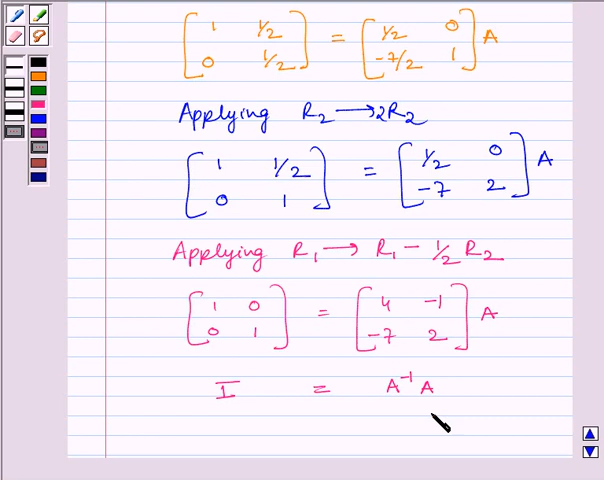 [1 1/2; 0 1/2] = [1/2 0; -7/2 1] A
Applying R₂ → 2R₂
[1 1/2; 0 1] = [1/2 0; -7 2] A
Applying R₁ → R₁ - 1/2 R₂
[1 0; 0 1] = [4 -1; -7 2] A
I = A⁻¹ A